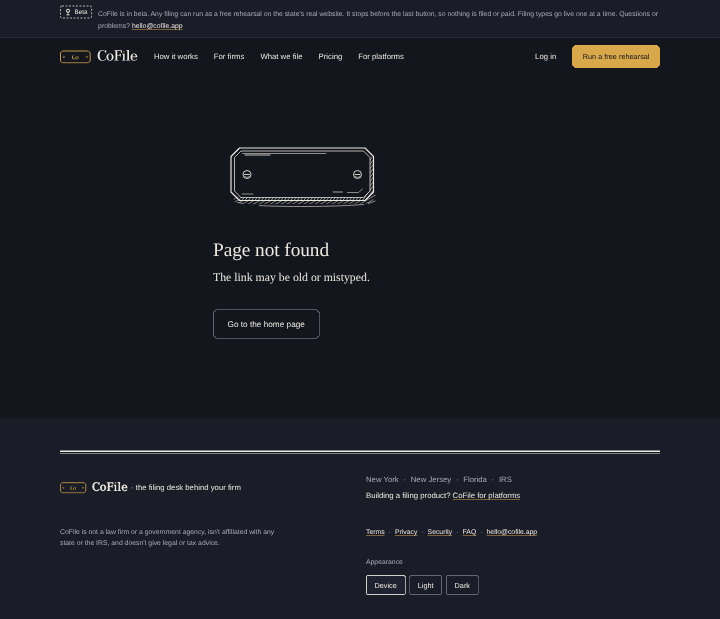 Beta
CoFile is in beta. Any filing can run as a free rehearsal on the state's real website. It stops before the last button, so nothing is filed or paid. Filing types go live one at a time. Questions or
problems? hello@cofile.app
Co CoFile How it works For firms What we file Pricing For platforms Log in Run a free rehearsal
Page not found
The link may be old or mistyped.
Go to the home page
Co CoFile · the filing desk behind your firm
New York · New Jersey · Florida · IRS
Building a filing product? CoFile for platforms
CoFile is not a law firm or a government agency, isn't affiliated with any
state or the IRS, and doesn't give legal or tax advice.
Terms · Privacy · Security · FAQ · hello@cofile.app
Appearance
Device Light Dark